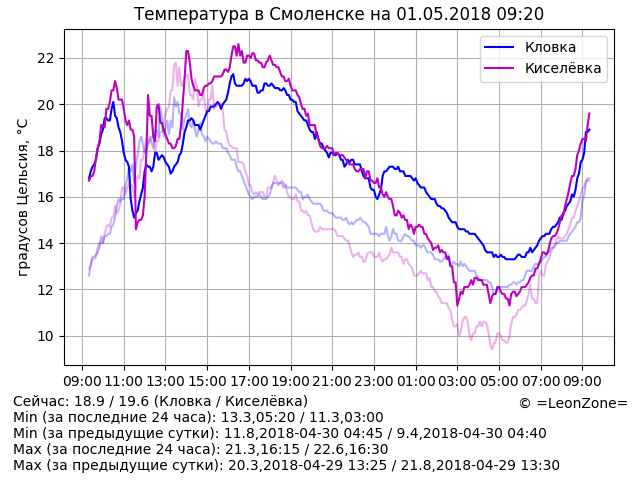 Температура в Смоленске на 01.05.2018 09:20
Кловка
Киселёвка
градусов Цельсия, °C
22
20
18
16
14
12
10
09:00 11:00 13:00 15:00 17:00 19:00 21:00 23:00 01:00 03:00 05:00 07:00 09:00
Сейчас: 18.9 / 19.6 (Кловка / Киселёвка)
© =LeonZone=
Min (за последние 24 часа): 13.3,05:20 / 11.3,03:00
Min (за предыдущие сутки): 11.8,2018-04-30 04:45 / 9.4,2018-04-30 04:40
Max (за последние 24 часа): 21.3,16:15 / 22.6,16:30
Max (за предыдущие сутки): 20.3,2018-04-29 13:25 / 21.8,2018-04-29 13:30